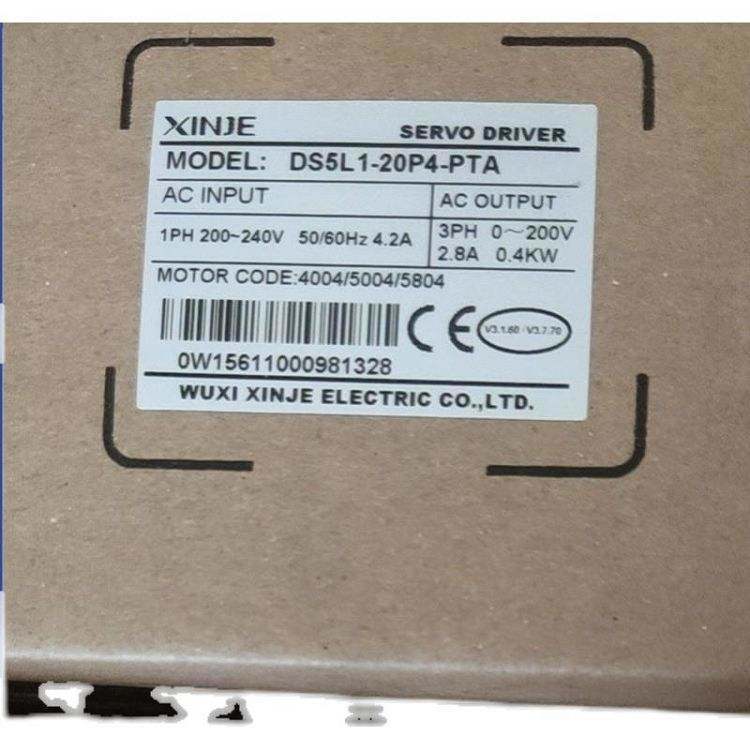 XINJE SERVO DRIVER
MODEL: DS5L1-20P4-PTA
AC INPUT
AC OUTPUT
1PH 200~240V 50/60Hz 4.2A
3PH 0~200V
2.8A 0.4KW
MOTOR CODE:4004/5004/5804
CE
V3.1.60 / V3.7.70
0W15611000981328
WUXI XINJE ELECTRIC CO.,LTD.